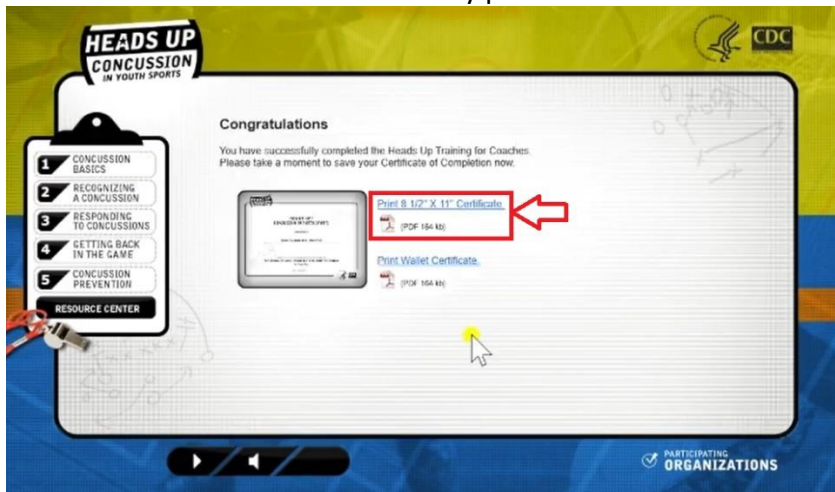 HEADS UP
CONCUSSION
IN YOUTH SPORTS
CDC
Congratulations
You have successfully completed the Heads Up Training for Coaches.
Please take a moment to save your Certificate of Completion now.
1 CONCUSSION
BASICS
2 RECOGNIZING
A CONCUSSION
3 RESPONDING
TO CONCUSSIONS
4 GETTING BACK
IN THE GAME
5 CONCUSSION
PREVENTION
RESOURCE CENTER
Print 8 1/2" X 11" Certificate
(PDF 164 kb)
Print Wallet Certificate.
(PDF 164 kb)
PARTICIPATING
ORGANIZATIONS